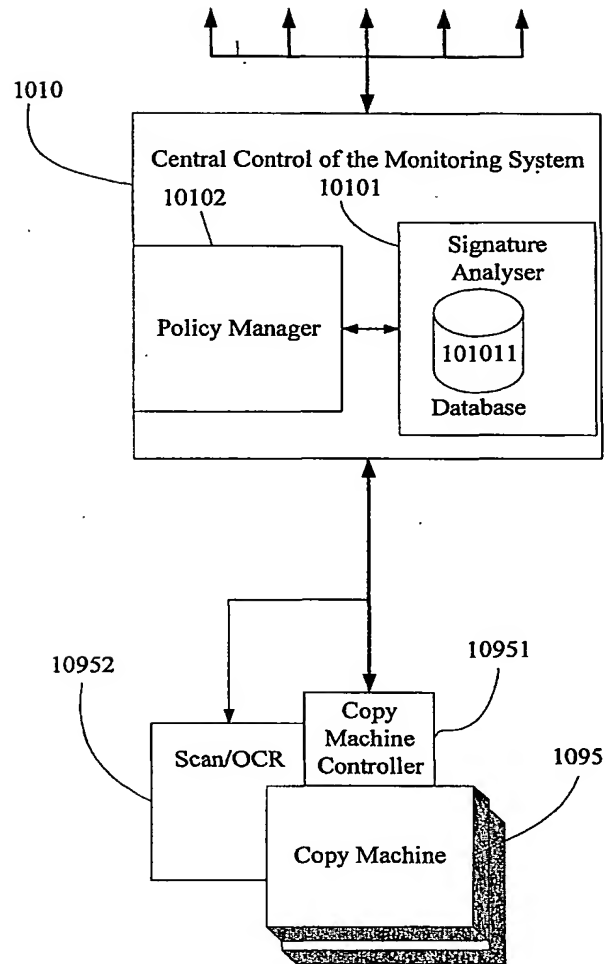 1010
Central Control of the Monitoring System
10102
10101
Signature
Analyser
Policy Manager
101011
Database
10952
10951
Copy
Machine
Controller
Scan/OCR
1095
Copy Machine